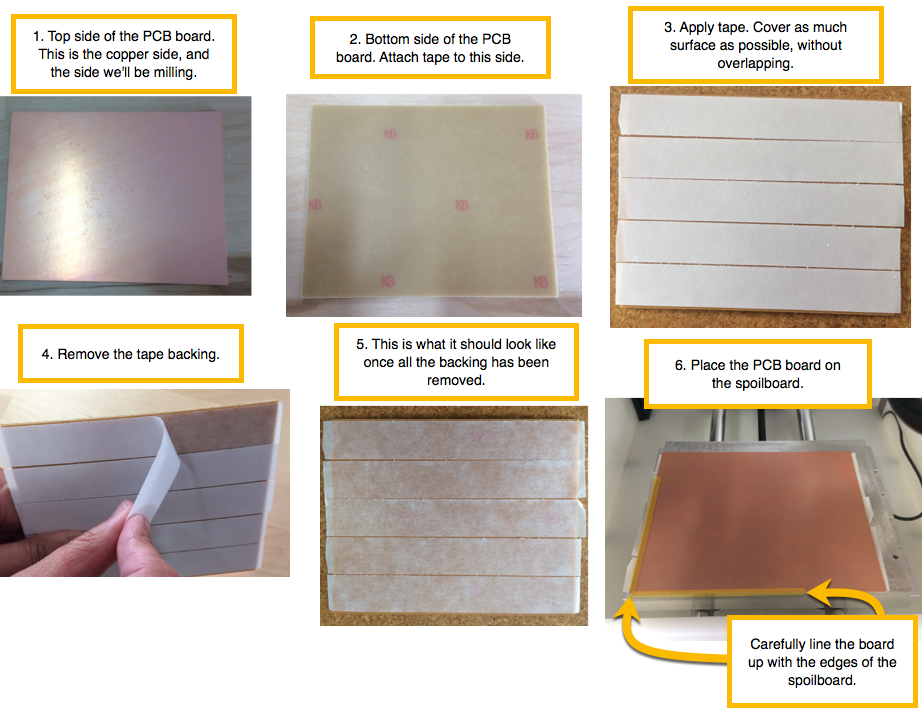 1. Top side of the PCB board.
This is the copper side, and
the side we'll be milling.
2. Bottom side of the PCB
board. Attach tape to this side.
3. Apply tape. Cover as much
surface as possible, without
overlapping.
KB
KB
KB
KB
KB
KB
4. Remove the tape backing.
5. This is what it should look like
once all the backing has been
removed.
6. Place the PCB board on
the spoilboard.
Carefully line the board
up with the edges of the
spoilboard.